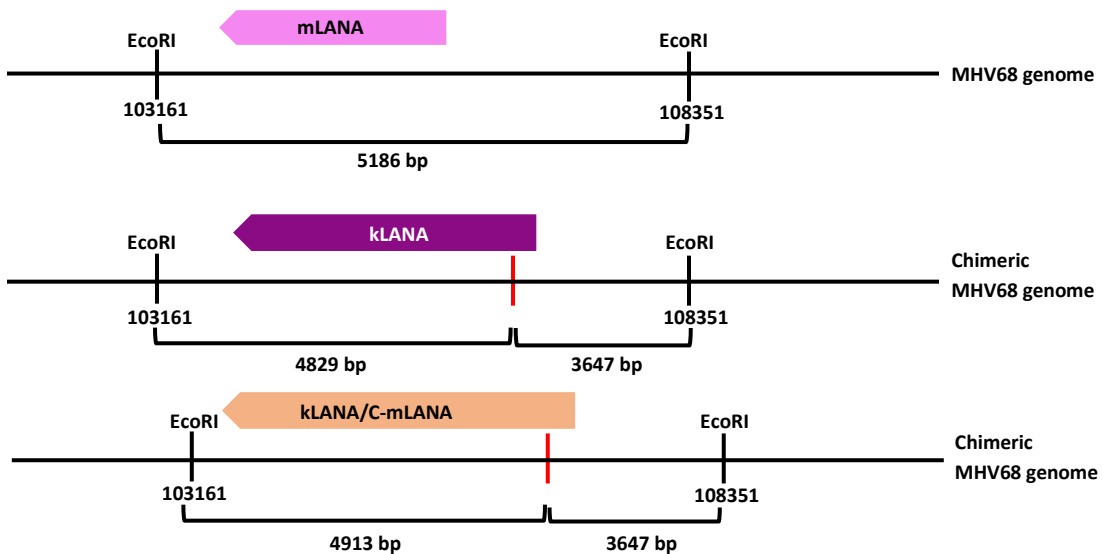 mLANA
EcoRI EcoRI
MHV68 genome
103161 108351
5186 bp
kLANA
EcoRI EcoRI
Chimeric
MHV68 genome
103161 108351
4829 bp 3647 bp
kLANA/C-mLANA
EcoRI EcoRI
Chimeric
MHV68 genome
103161 108351
4913 bp 3647 bp